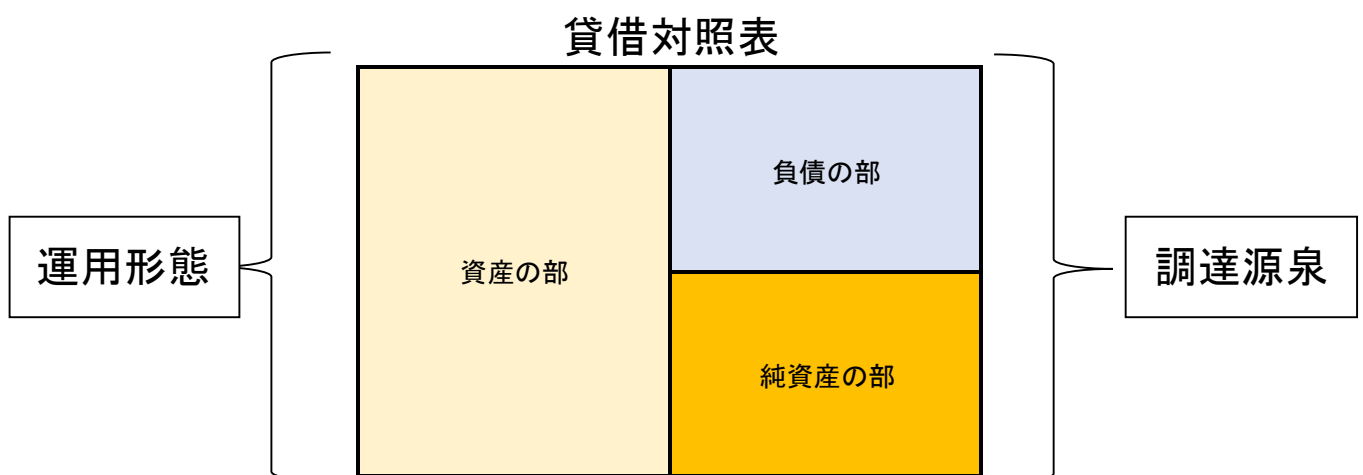 貸借対照表
運用形態
資産の部
負債の部
純資産の部
調達源泉